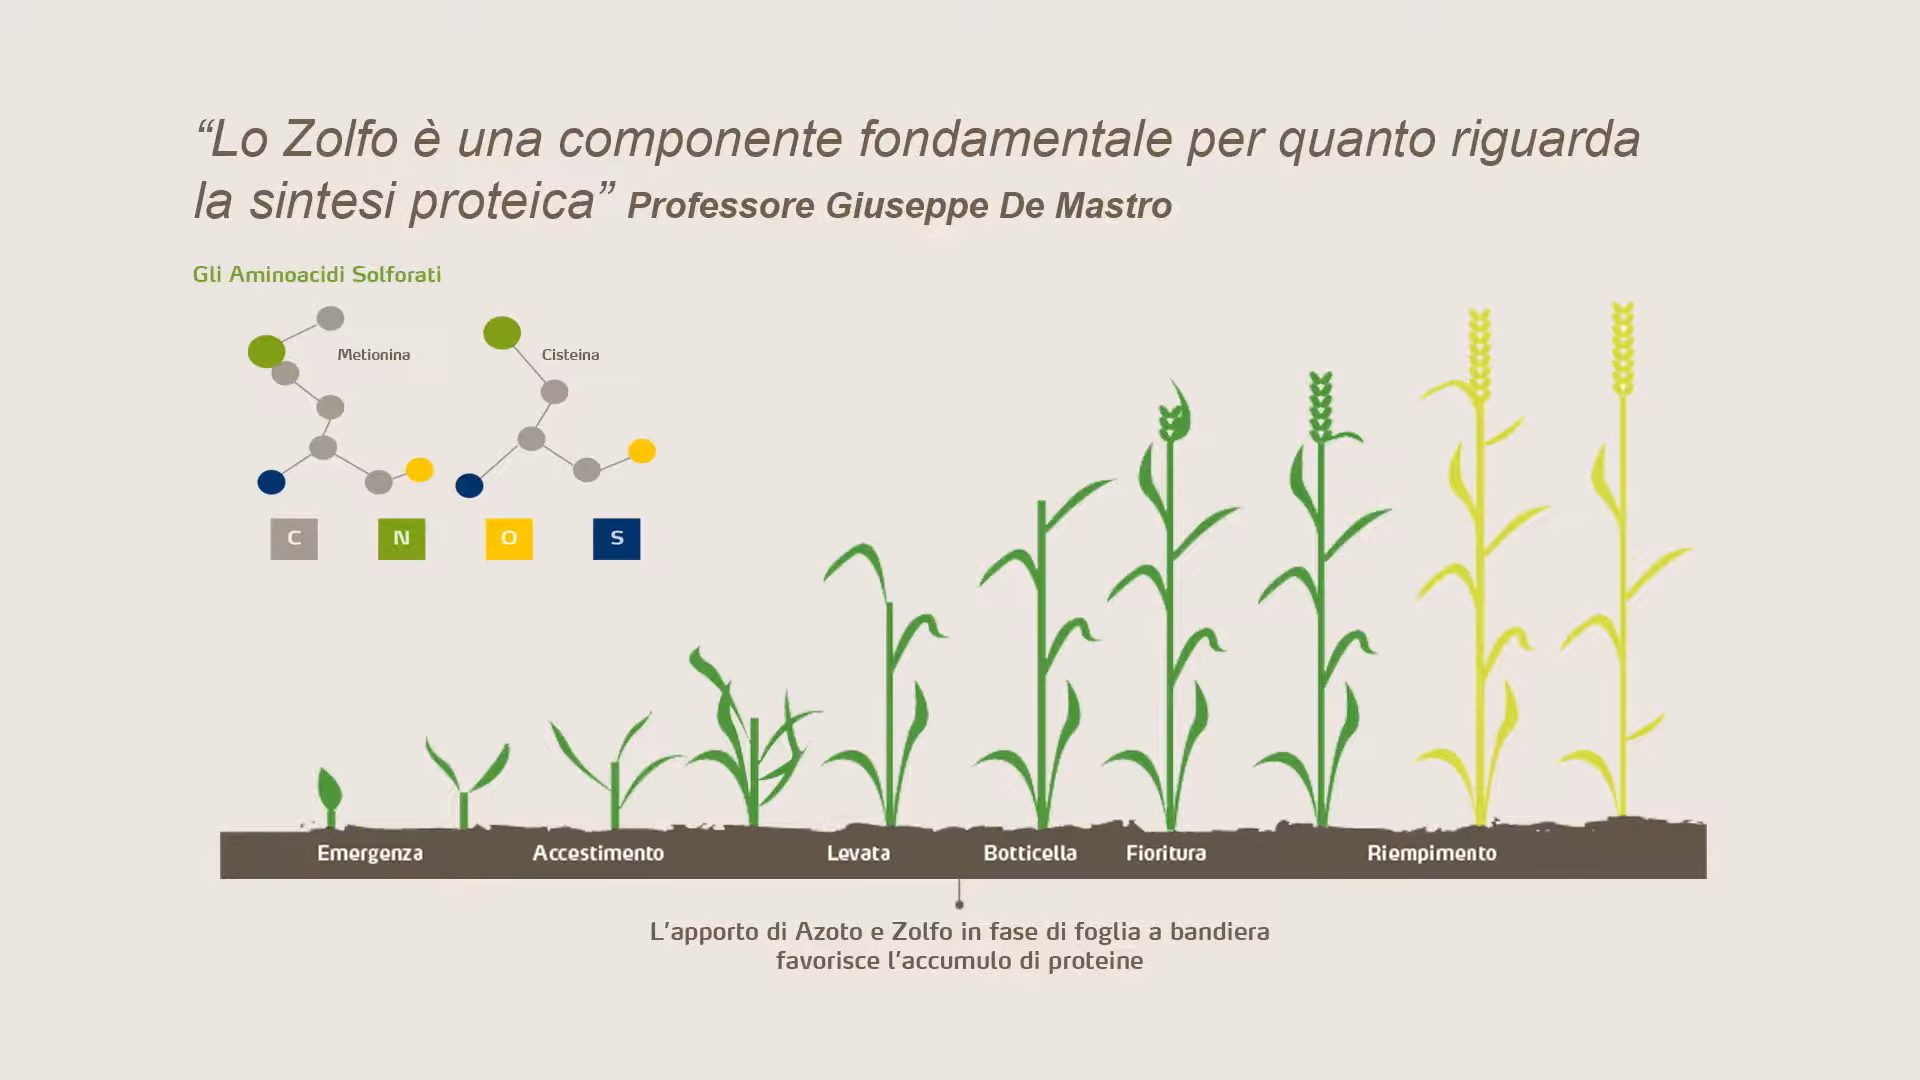 “Lo Zolfo è una componente fondamentale per quanto riguarda
la sintesi proteica” Professore Giuseppe De Mastro
Gli Aminoacidi Solforati
Metionina
Cisteina
C
N
O
S
Emergenza
Accestimento
Levata
Botticella
Fioritura
Riempimento
L’apporto di Azoto e Zolfo in fase di foglia a bandiera
favorisce l’accumulo di proteine